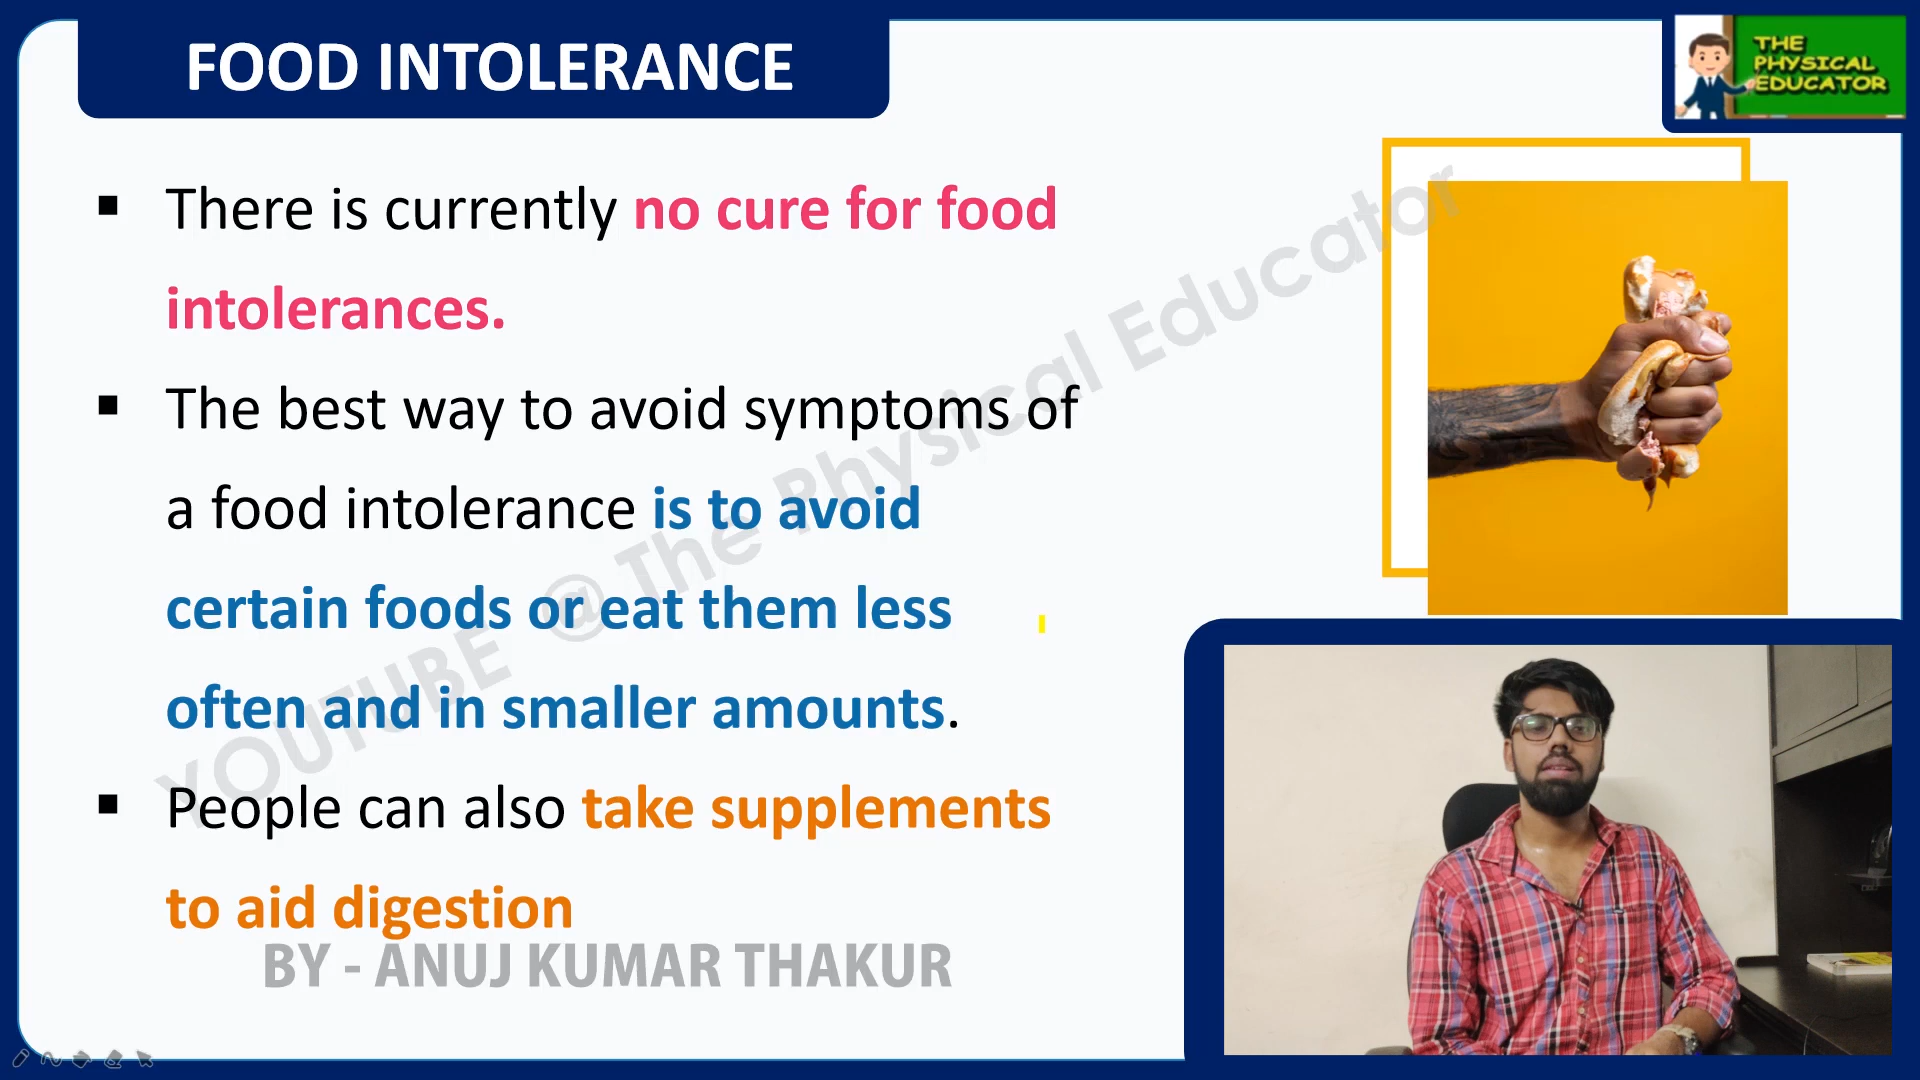 FOOD INTOLERANCE
THE
PHYSICAL
EDUCATOR
▪ There is currently no cure for food
intolerances.
▪ The best way to avoid symptoms of
a food intolerance is to avoid
certain foods or eat them less
often and in smaller amounts.
▪ People can also take supplements
to aid digestion
YOUTUBE @ The Physical Educator
BY - ANUJ KUMAR THAKUR